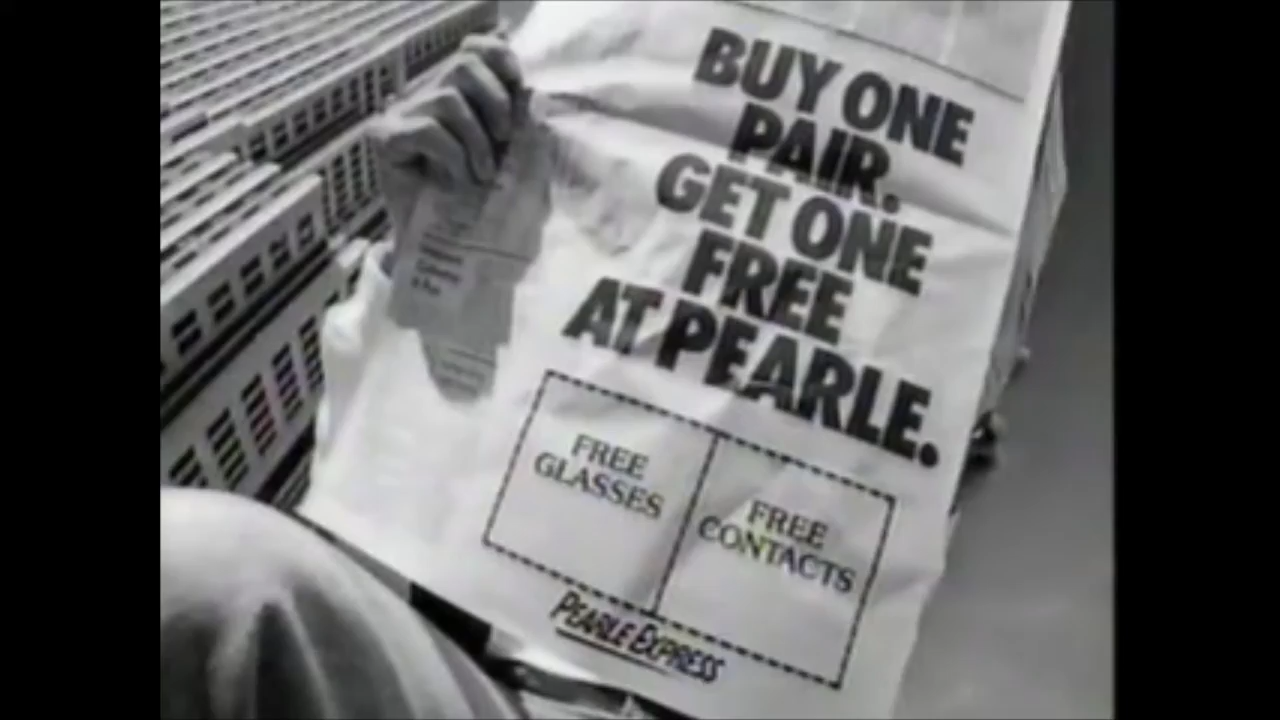 BUY ONE
PAIR.
GET ONE
FREE
AT PEARLE.
FREE
GLASSES
FREE
CONTACTS
PEARLE EXPRESS